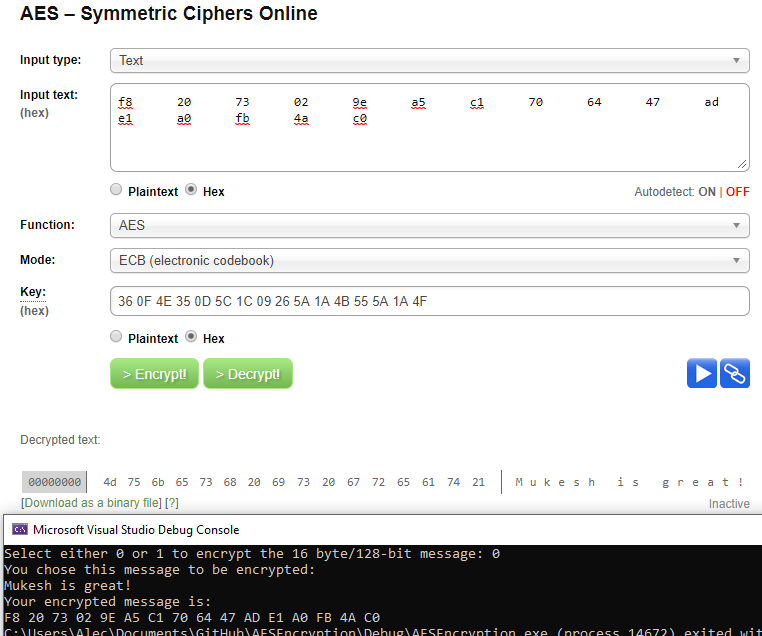 AES – Symmetric Ciphers Online
Input type: Text
Input text: f8 20 73 02 9e a5 c1 70 64 47 ad
(hex) e1 a0 fb 4a c0
Plaintext Hex Autodetect: ON | OFF
Function: AES
Mode: ECB (electronic codebook)
Key: 36 0F 4E 35 0D 5C 1C 09 26 5A 1A 4B 55 5A 1A 4F
(hex)
Plaintext Hex
> Encrypt! > Decrypt!
Decrypted text:
00000000 4d 75 6b 65 73 68 20 69 73 20 67 72 65 61 74 21 M u k e s h i s g r e a t !
[Download as a binary file] [?] Inactive
C:\ Microsoft Visual Studio Debug Console
Select either 0 or 1 to encrypt the 16 byte/128-bit message: 0
You chose this message to be encrypted:
Mukesh is great!
Your encrypted message is:
F8 20 73 02 9E A5 C1 70 64 47 AD E1 A0 FB 4A C0
C:\Users\Alec\Documents\GitHub\AESEncryption\Debug\AESEncryption.exe (process 14672) exited wit